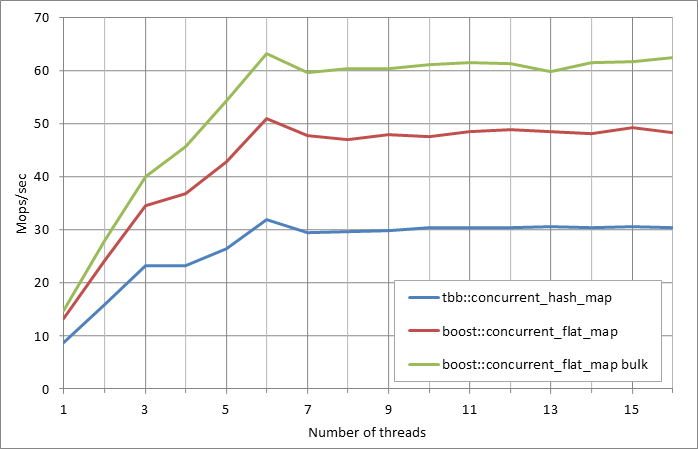 70
60
50
40
30
20
10
0
Mops/sec
tbb::concurrent_hash_map
boost::concurrent_flat_map
boost::concurrent_flat_map bulk
1 3 5 7 9 11 13 15
Number of threads